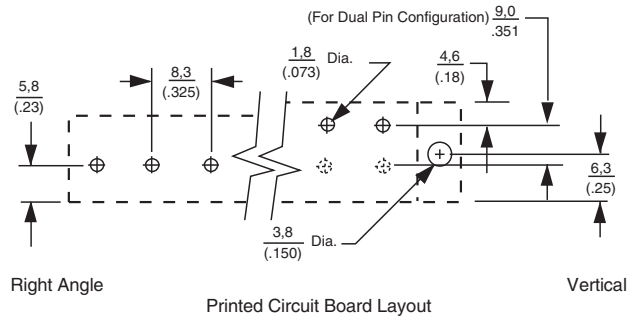 (For Dual Pin Configuration) 9,0
.351
1,8 Dia.
(.073)
4,6
(.18)
8,3
(.325)
5,8
(.23)
6,3
(.25)
3,8 Dia.
(.150)
Right Angle
Vertical
Printed Circuit Board Layout